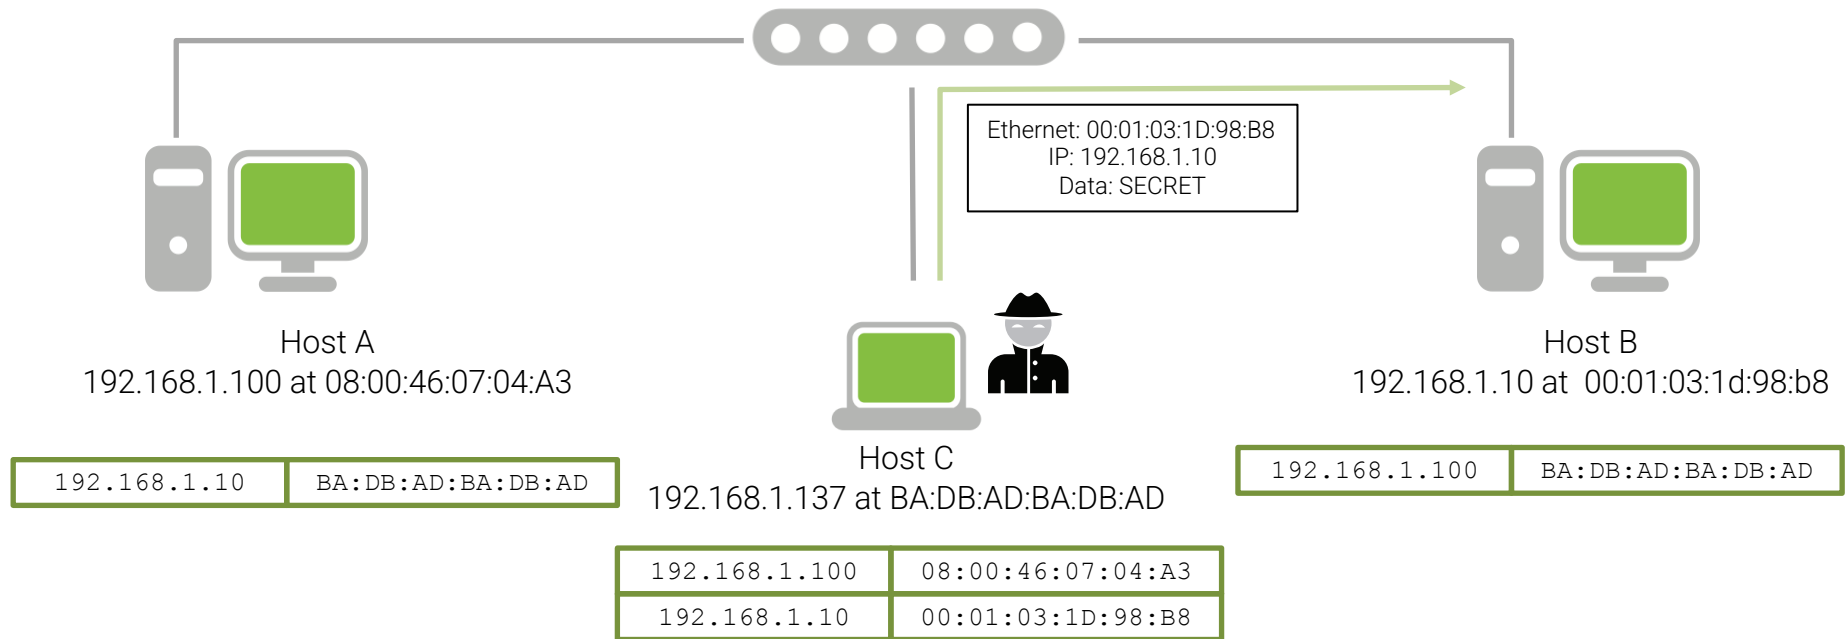 Ethernet: 00:01:03:1D:98:B8
IP: 192.168.1.10
Data: SECRET
Host A
192.168.1.100 at 08:00:46:07:04:A3
Host B
192.168.1.10 at 00:01:03:1d:98:b8
Host C
192.168.1.137 at BA:DB:AD:BA:DB:AD
192.168.1.10 BA:DB:AD:BA:DB:AD
192.168.1.100 BA:DB:AD:BA:DB:AD
192.168.1.100 08:00:46:07:04:A3
192.168.1.10 00:01:03:1D:98:B8